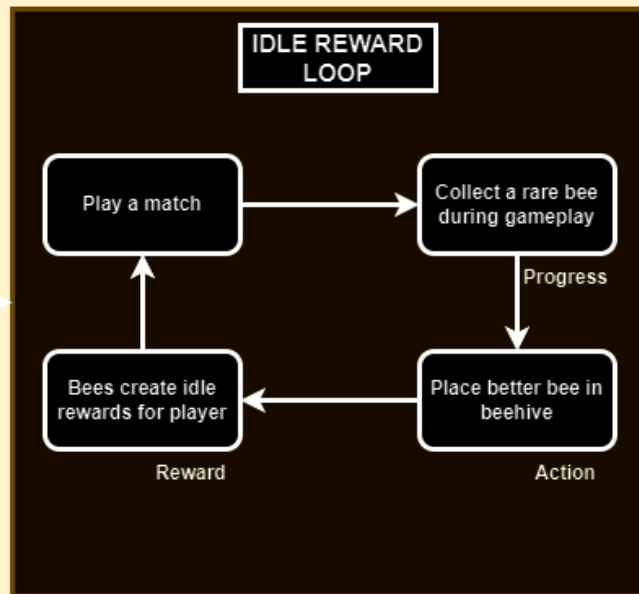 IDLE REWARD
LOOP
Play a match
Collect a rare bee
during gameplay
Progress
Bees create idle
rewards for player
Place better bee in
beehive
Reward
Action